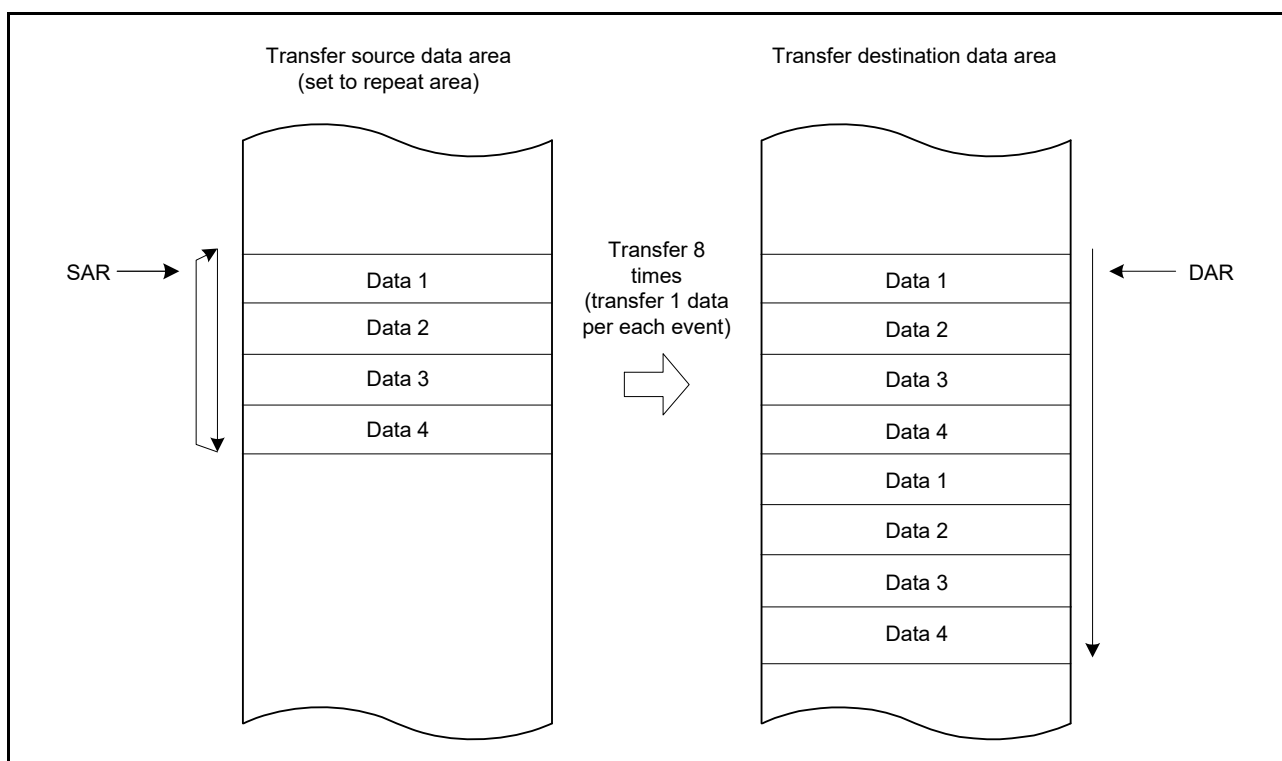 Transfer source data area
(set to repeat area)
Transfer destination data area
SAR
Data 1
Data 2
Data 3
Data 4
Transfer 8
times
(transfer 1 data
per each event)
DAR
Data 1
Data 2
Data 3
Data 4
Data 1
Data 2
Data 3
Data 4